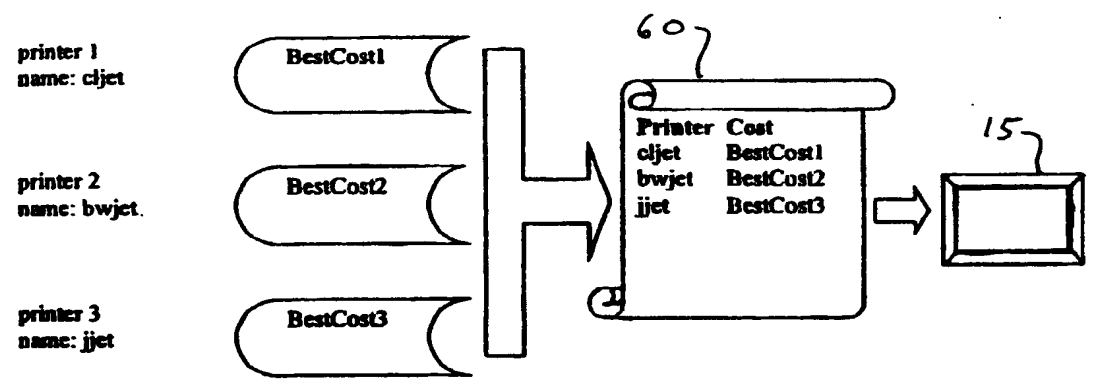 60
15
printer 1
name: cljet
BestCost1
printer 2
name: bwjet.
BestCost2
printer 3
name: jjet
BestCost3
Printer Cost
cljet BestCost1
bwjet BestCost2
jjet BestCost3